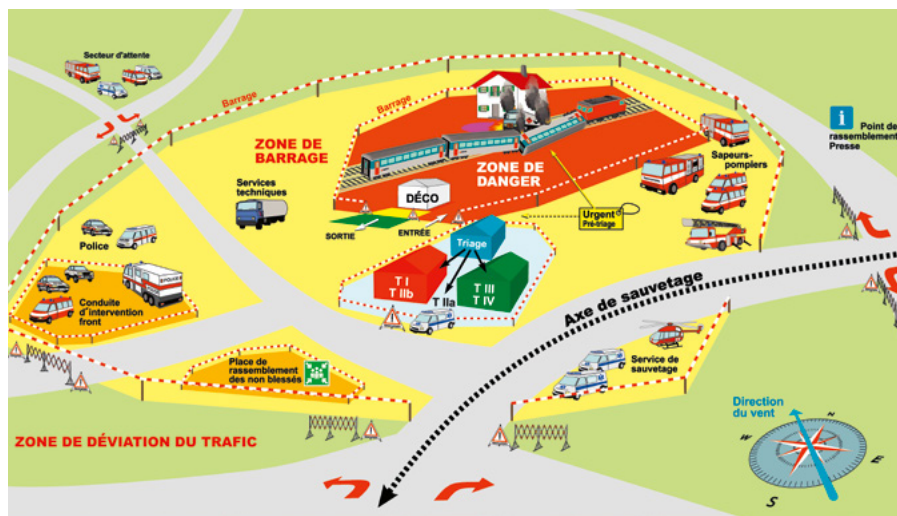 Secteur d'attente
Barrage
Barrage
ZONE DE
BARRAGE
ZONE DE
DANGER
i
Point de
rassemblement
Presse
Sapeurs-
pompiers
Services
techniques
DÉCO
SORTIE
ENTRÉE
Urgent
Pré-triage
Police
Triage
T I
T IIb
T IIa
T III
T IV
Conduite
d'intervention
front
Axe de sauvetage
Place de
rassemblement
des non blessés
Service de
sauvetage
Direction
du vent
ZONE DE DÉVIATION DU TRAFIC
N
W
E
S